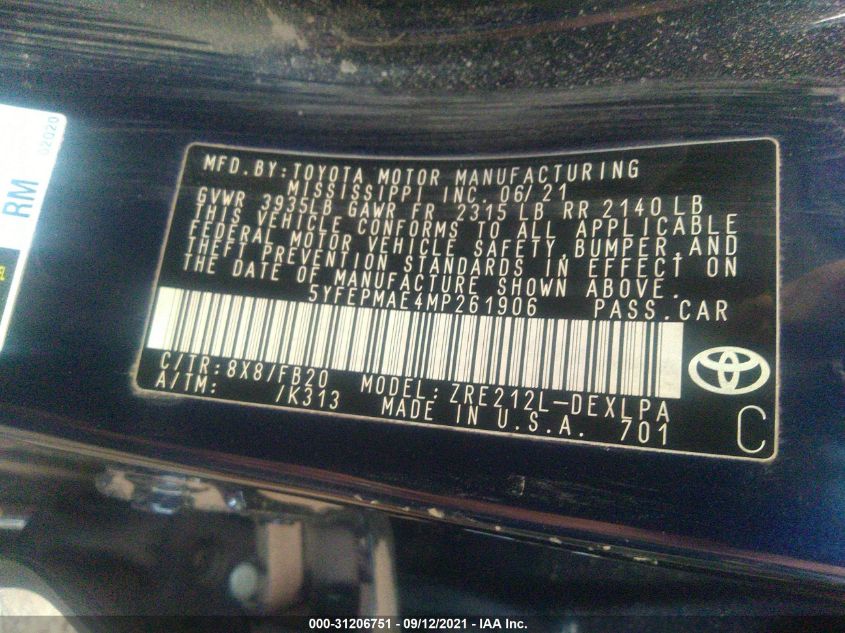 MFD.BY:TOYOTA MOTOR MANUFACTURING
MISSISSIPPI INC. 06/21
GVWR 3935LB GAWR FR 2315 LB RR 2140 LB
THIS VEHICLE CONFORMS TO ALL APPLICABLE
FEDERAL MOTOR VEHICLE SAFETY,BUMPER,AND
THEFT PREVENTION STANDARDS IN EFFECT ON
THE DATE OF MANUFACTURE SHOWN ABOVE.
5YFEPMAE4MP261906 PASS.CAR
C/TR:8X8/FB20 MODEL:ZRE212L-DEXLPA
A/TM: /K313 MADE IN U.S.A. 701
C
RM
02020
000-31206751 - 09/12/2021 - IAA Inc.